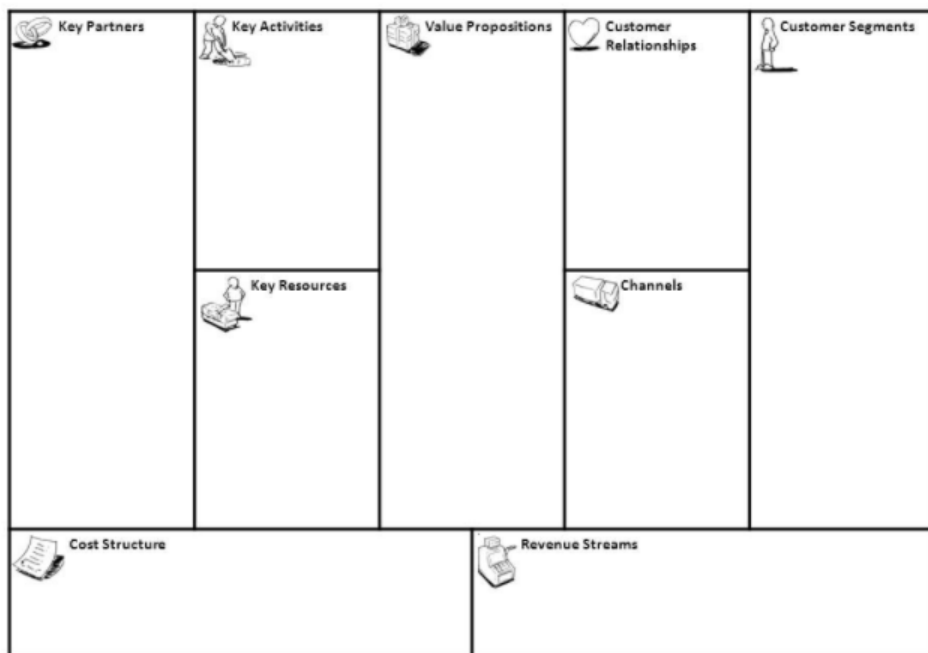 Key Partners
Key Activities
Value Propositions
Customer
Relationships
Customer Segments
Key Resources
Channels
Cost Structure
Revenue Streams